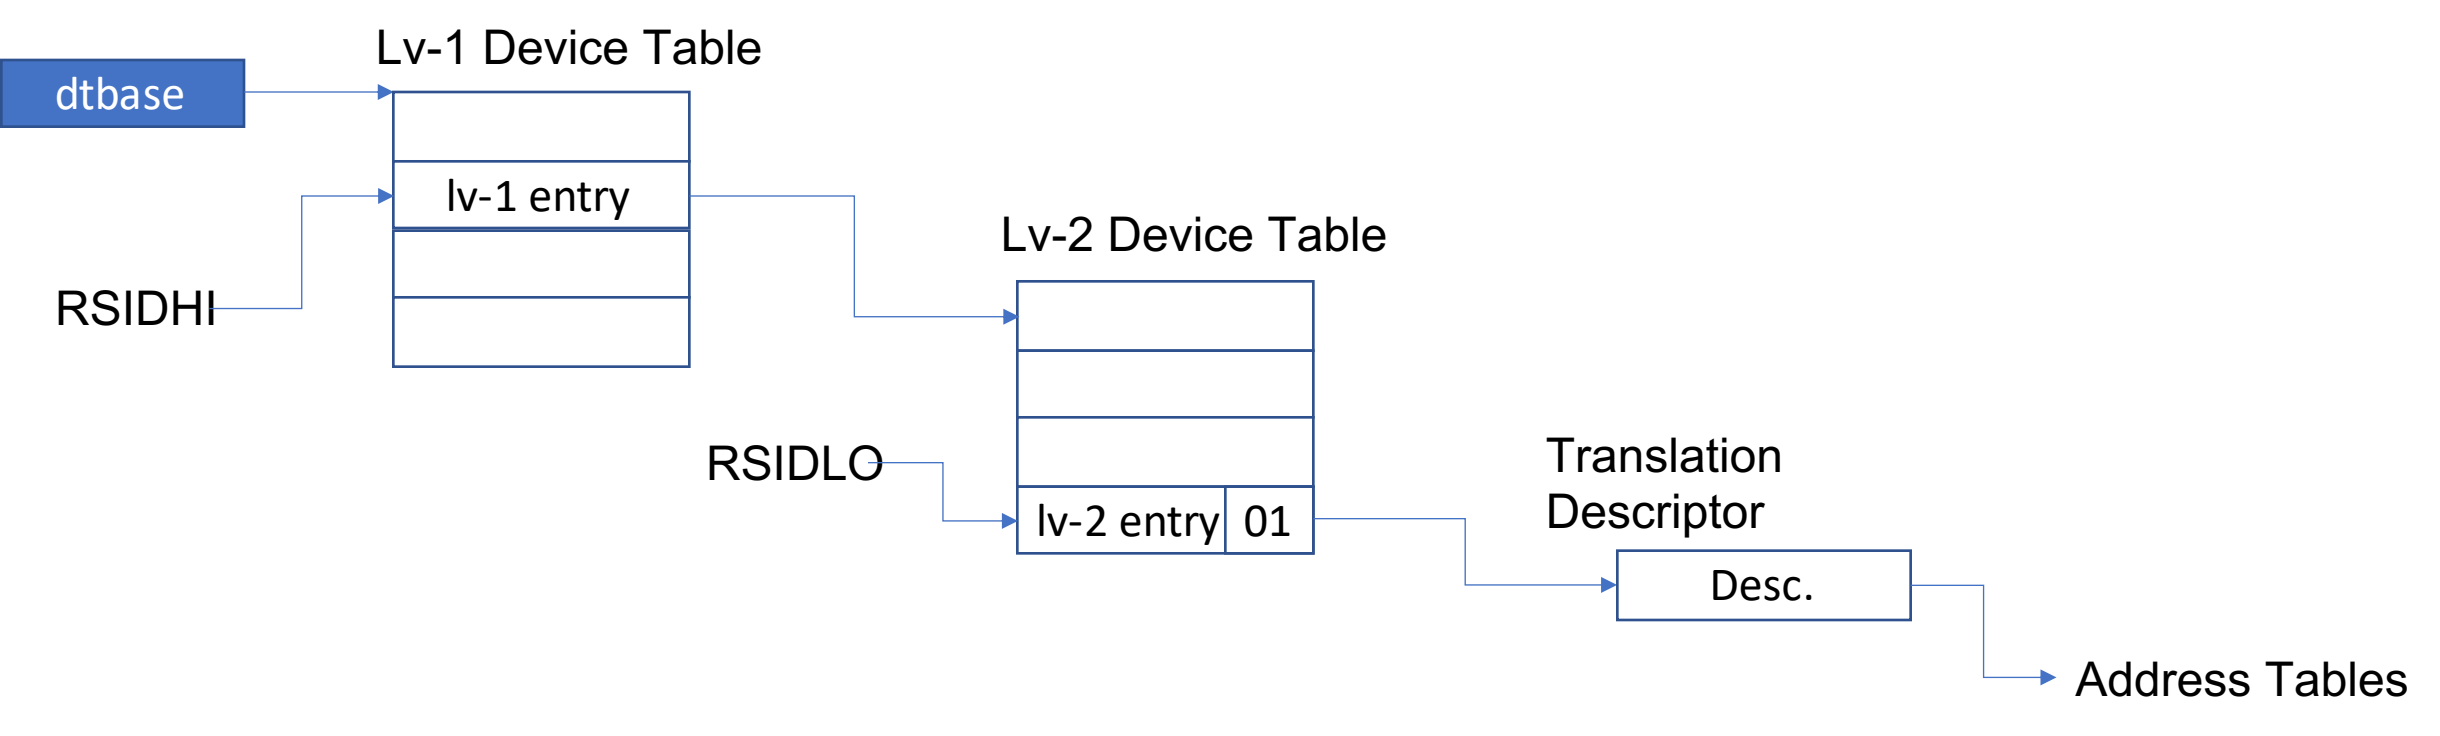 Lv-1 Device Table
dtbase
lv-1 entry
Lv-2 Device Table
RSIDHI
RSIDLO
lv-2 entry 01
Translation
Descriptor
Desc.
Address Tables